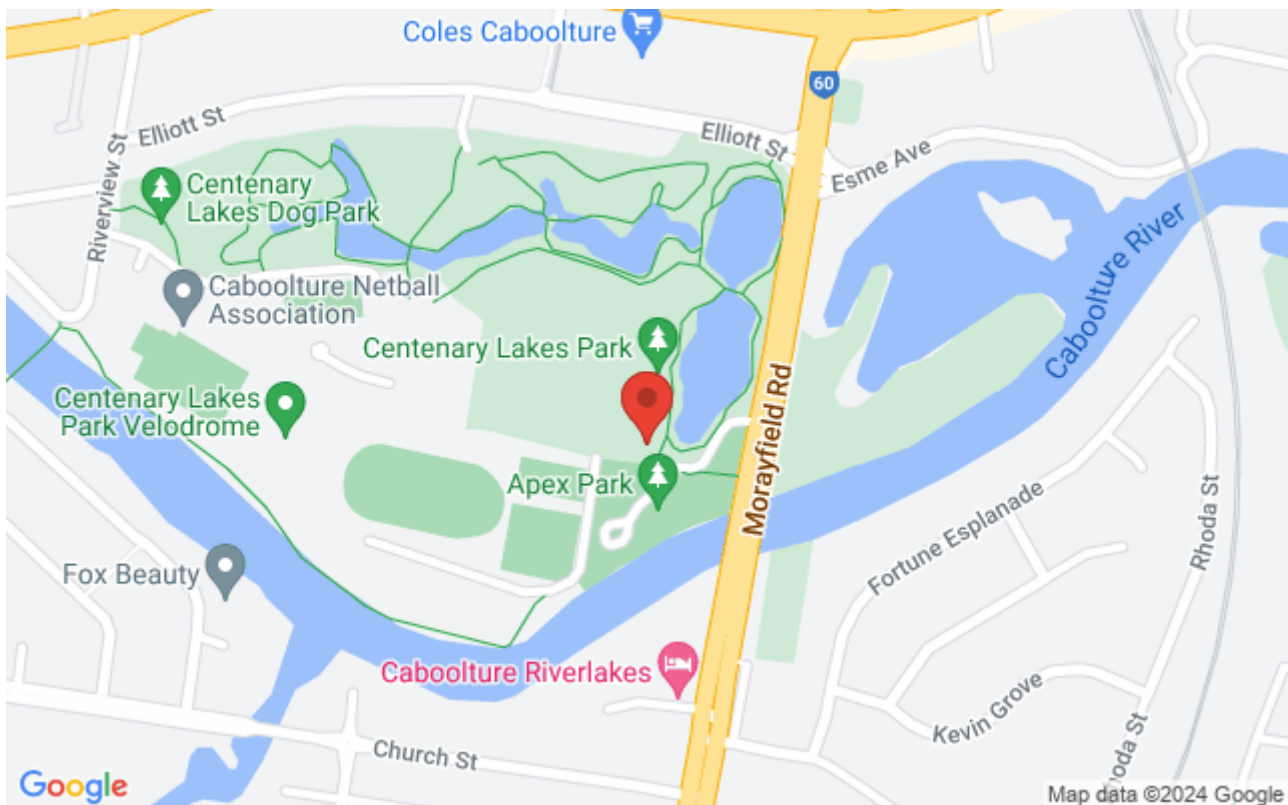 Coles Caboolture
60
Elliott St
Elliott St
Esme Ave
Riverview St
Centenary
Lakes Dog Park
Caboolture River
Caboolture Netball
Association
Centenary Lakes Park
Centenary Lakes
Park Velodrome
Morayfield Rd
Apex Park
Fortune Esplanade
Rhoda St
Fox Beauty
Caboolture Riverlakes
Kevin Grove
Church St
hoda St
Google
Map data ©2024 Google